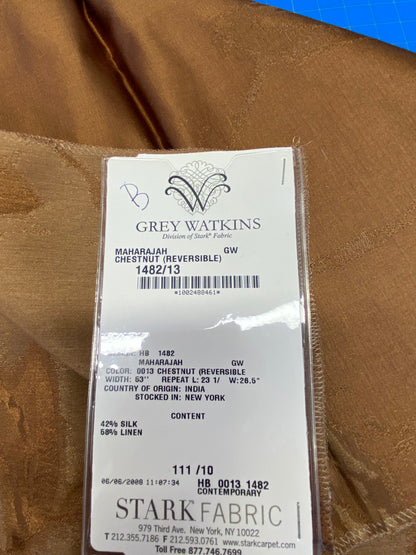 B
W
GREY WATKINS
Division of Stark® Fabric
MAHARAJAH GW
CHESTNUT (REVERSIBLE)
1482/13
*1002488461*
HB 1482
MAHARAJAH GW
COLOR: 0013 CHESTNUT (REVERSIBLE
WIDTH: 53'' REPEAT L: 23 1/ W:26.5"
COUNTRY OF ORIGIN: INDIA
STOCKED IN: NEW YORK
CONTENT
42% SILK
58% LINEN
111 /10
06/06/2008 11:07:34 HB 0013 1482
CONTEMPORARY
STARK FABRIC
979 Third Ave. New York, NY 10022
T 212.355.7186 F 212.593.0761 www.starkcarpet.com
Toll Free 877.746.7699